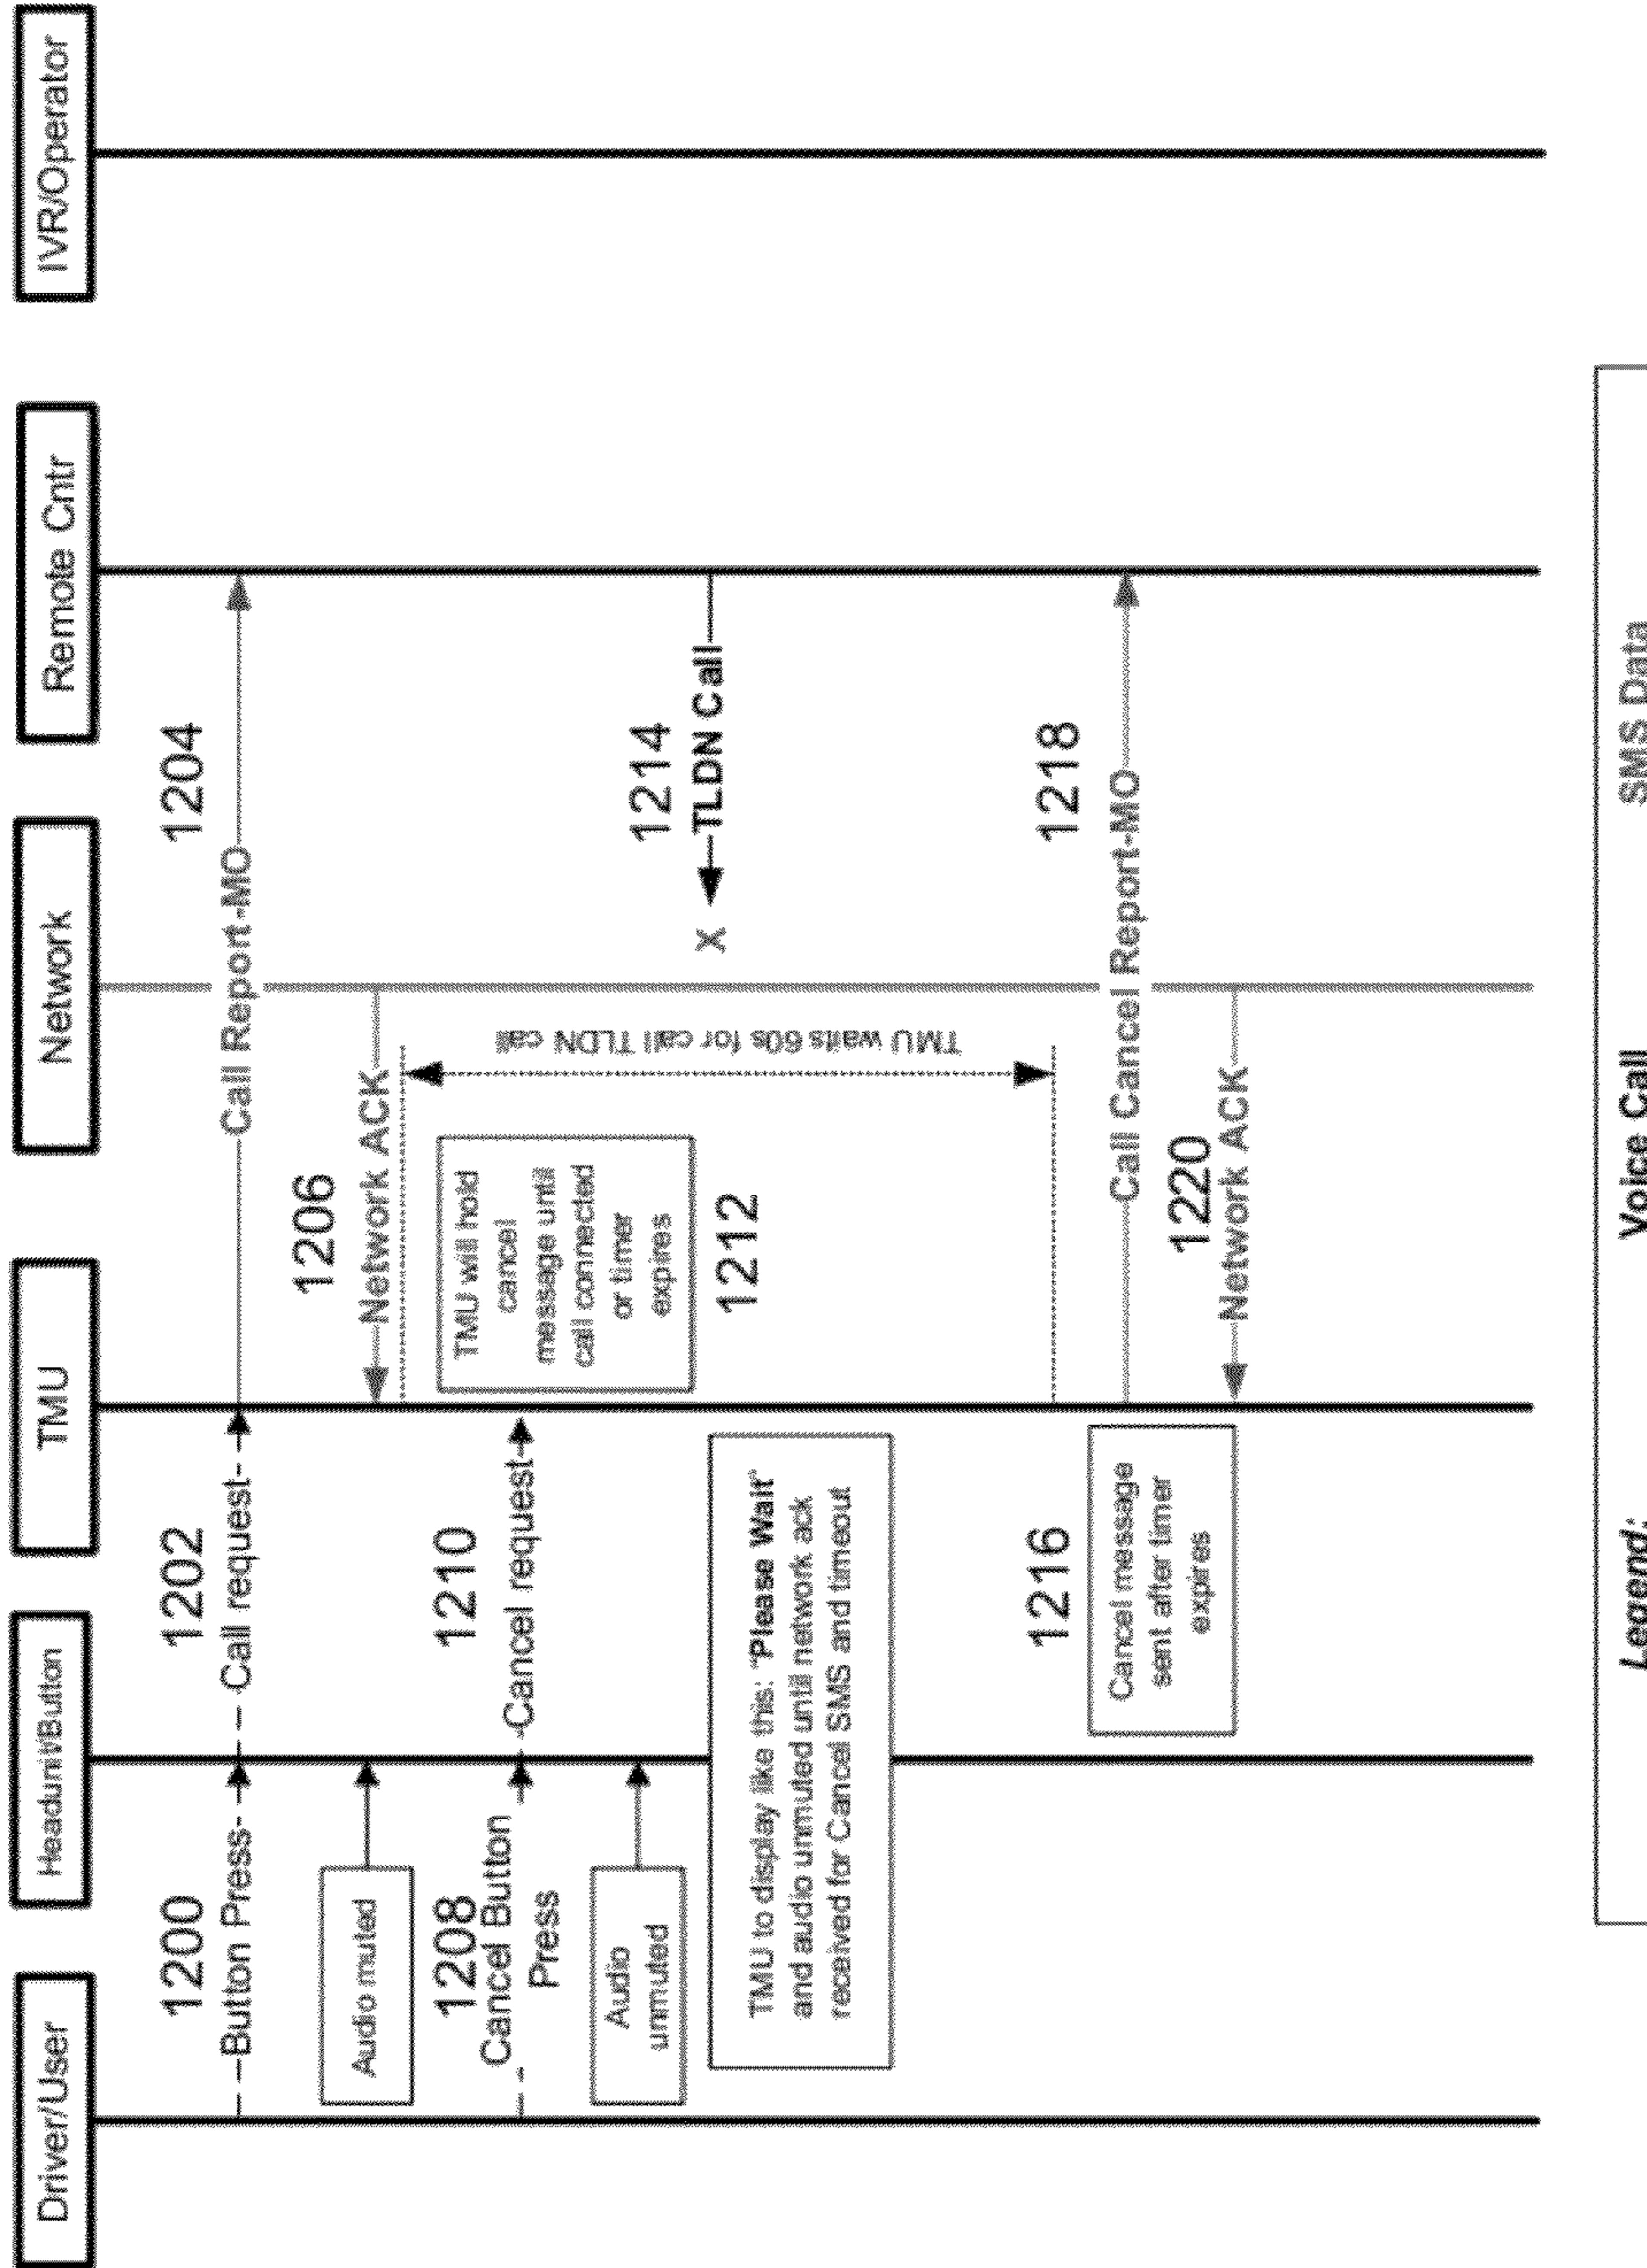 Driver/User
Headunit/Button
TMU
Network
Remote Cntr
IVR/Operator
1200
Button Press
1202
Call request
1204
Call Report-MO
Audio muted
1206
Network ACK
1208
Cancel Button
Press
1210
Cancel request
TMU will hold
cancel
message until
call connected
or timer
expires
1212
TMU waits 60s for call TLDN call
Audio
unmuted
1214
TLDN Call
X
TMU to display like this: "Please Wait"
and audio unmuted until network ack
received for Cancel SMS and timeout
1216
Cancel message
sent after timer
expires
1218
Call Cancel Report-MO
1220
Network ACK
Legend:
Voice Call
SMS Data